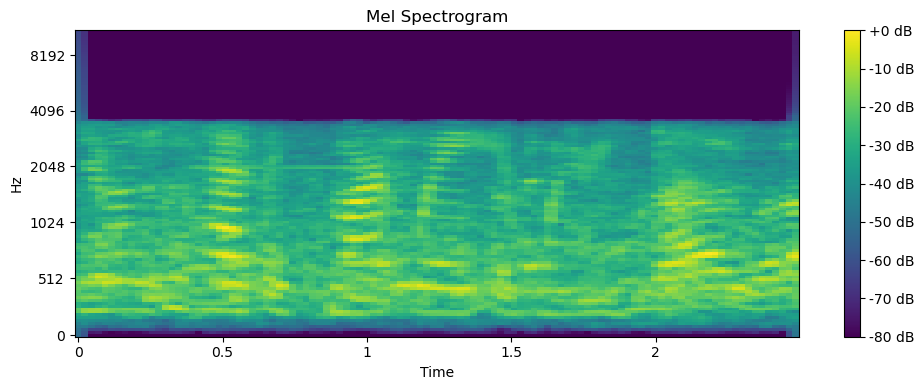 Mel Spectrogram
Hz
8192
4096
2048
1024
512
0
0
0.5
1
1.5
2
Time
+0 dB
-10 dB
-20 dB
-30 dB
-40 dB
-50 dB
-60 dB
-70 dB
-80 dB